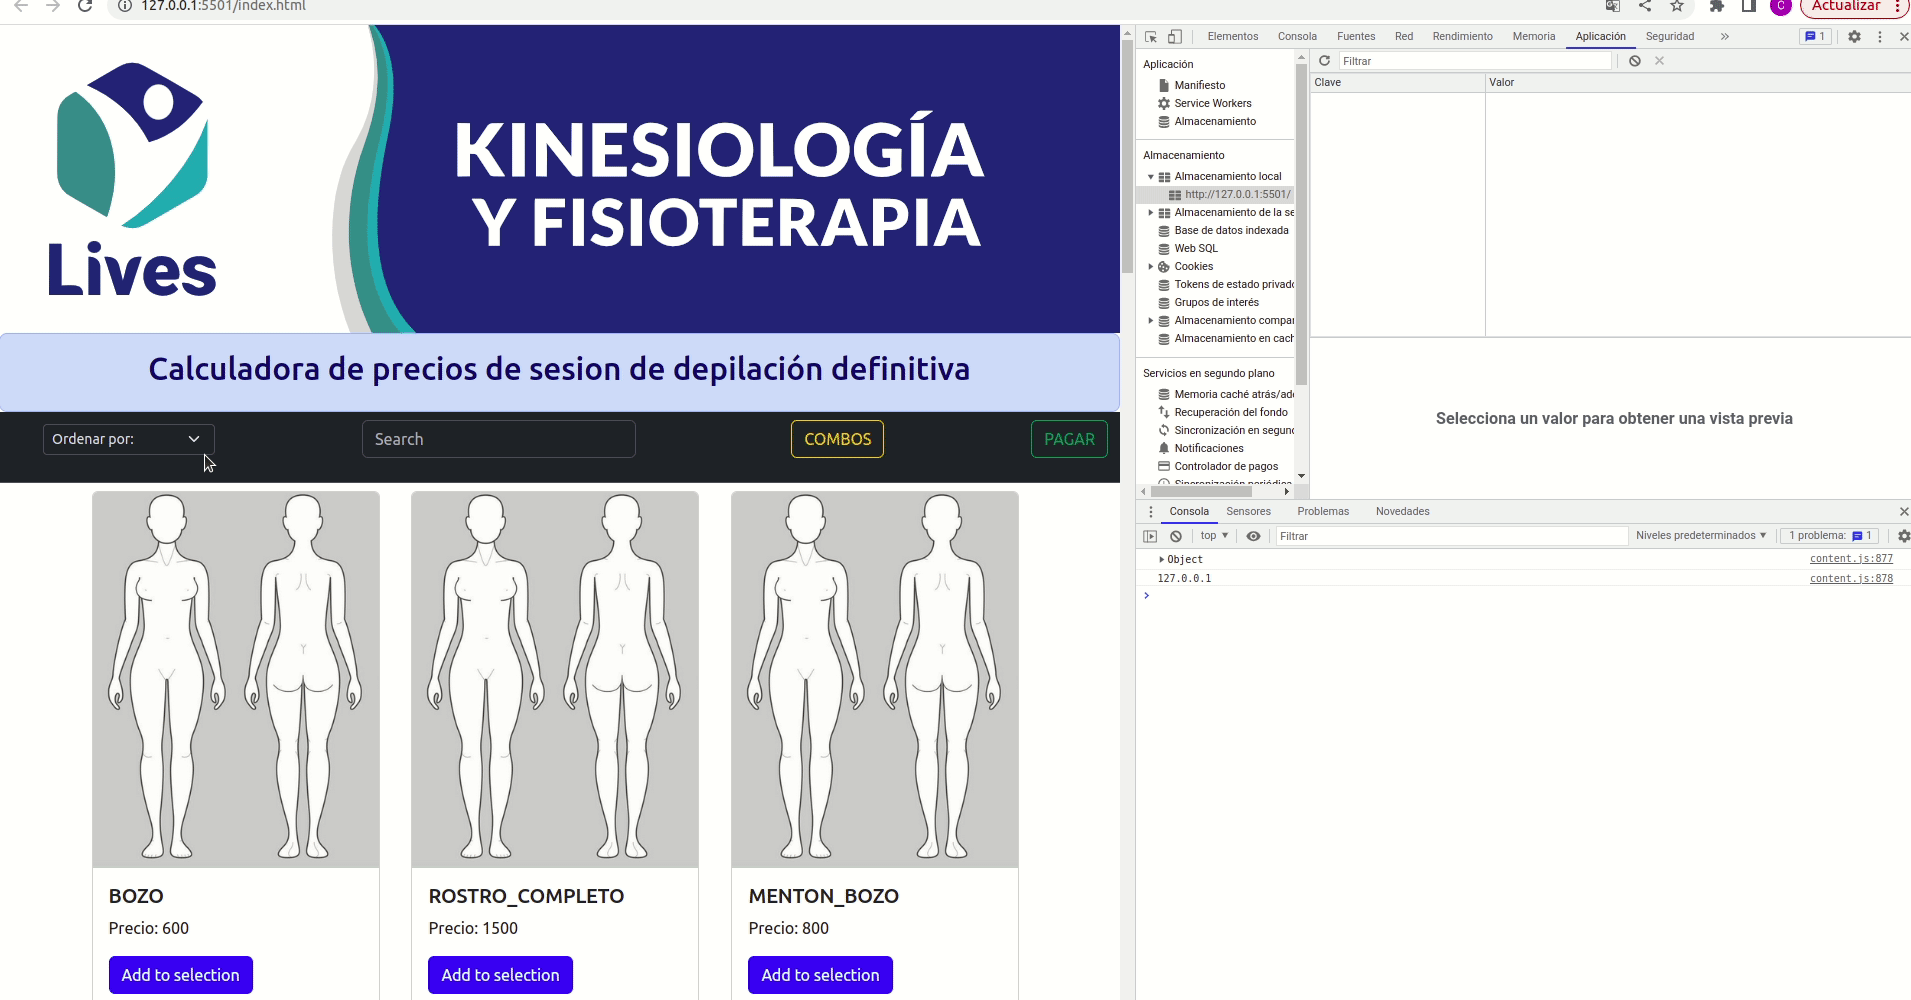 127.0.0.1:5501/index.html
C
Actualizar
Lives
KINESIOLOGÍA
Y FISIOTERAPIA
Calculadora de precios de sesion de depilación definitiva
Ordenar por:
Search
COMBOS
PAGAR
BOZO
Precio: 600
Add to selection
ROSTRO_COMPLETO
Precio: 1500
Add to selection
MENTON_BOZO
Precio: 800
Add to selection
Elementos
Consola
Fuentes
Red
Rendimiento
Memoria
Aplicación
Seguridad
»
1
Aplicación
Manifiesto
Service Workers
Almacenamiento
Almacenamiento
Almacenamiento local
http://127.0.0.1:5501/
Almacenamiento de la se
Base de datos indexada
Web SQL
Cookies
Tokens de estado privado
Grupos de interés
Almacenamiento compar
Almacenamiento en cach
Servicios en segundo plano
Memoria caché atrás/ade
Recuperación del fondo
Sincronización en segund
Notificaciones
Controlador de pagos
Sincronización periódica
Filtrar
Clave
Valor
Selecciona un valor para obtener una vista previa
Consola
Sensores
Problemas
Novedades
top
Filtrar
Niveles predeterminados
1 problema:
1
Object
content.js:877
127.0.0.1
content.js:878